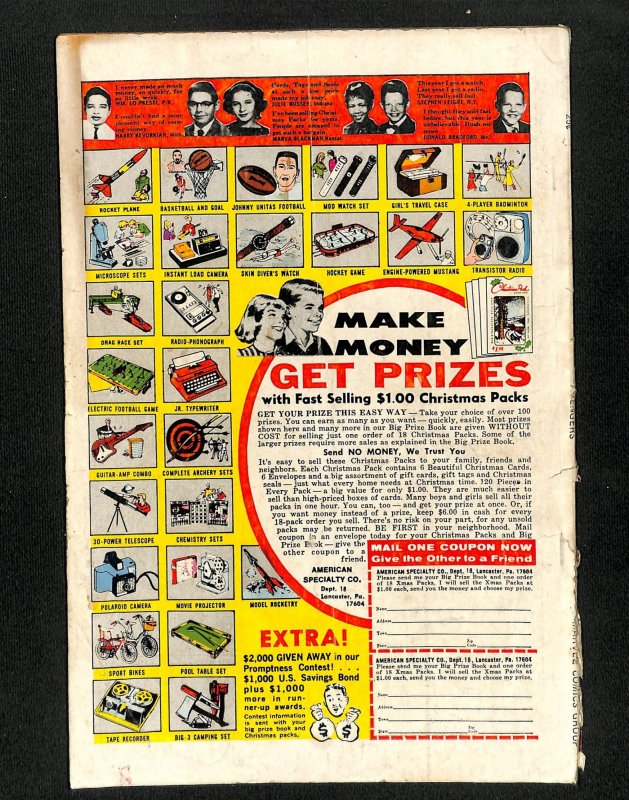 I never made so much
money, so quickly, for
so little work.
WM. LO PRESTI, P.R.
I couldn't find a more
pleasant way of earn-
ing money.
HARRY KEVORKIAN, Mich.
Cards, Tags and Seals
at such a low price
made my job easy.
JULIE BUSSER
I've been selling Christ
mas Packs for years.
People are amazed to
get such a bargain.
MARVA BLACKMAN, Kansas
This year I got a watch.
Last year I got a radio.
They really sell fast.
STEPHEN LEIGHT, N.Y.
I thought they sold fast
before, but this year is
unbelievable. Thank you
more.
DONALD BRADFORD, Mo.
ROCKET PLANE
BASKETBALL AND GOAL
JOHNNY UNITAS FOOTBALL
MOD WATCH SET
GIRL'S TRAVEL CASE
4-PLAYER BADMINTON
MICROSCOPE SETS
INSTANT LOAD CAMERA
SKIN DIVER'S WATCH
HOCKEY GAME
ENGINE-POWERED MUSTANG
TRANSISTOR RADIO
DRAG RACE SET
RADIO-PHONOGRAPH
ELECTRIC FOOTBALL GAME
JR. TYPEWRITER
GUITAR-AMP COMBO
COMPLETE ARCHERY SETS
30-POWER TELESCOPE
CHEMISTRY SETS
POLAROID CAMERA
MOVIE PROJECTOR
MODEL ROCKETRY
SPORT BIKES
POOL TABLE SET
TAPE RECORDER
BIG-3 CAMPING SET
MAKE
MONEY
GET PRIZES
with Fast Selling $1.00 Christmas Packs
GET YOUR PRIZE THIS EASY WAY — Take your choice of over 100
prizes. You can earn as many as you want — quickly, easily. Most prizes
shown here and many more in our Big Prize Book are given WITHOUT
COST for selling just one order of 18 Christmas Packs. Some of the
larger prizes require more sales as explained in the Big Prize Book.
Send NO MONEY, We Trust You
It's easy to sell these Christmas Packs to your family, friends and
neighbors. Each Christmas Pack contains 6 Beautiful Christmas Cards,
6 Envelopes and a big assortment of gift cards, gift tags and Christmas
seals — just what every home needs at Christmas time. 120 Pieces in
Every Pack — a big value for only $1.00. They are much easier to
sell than high-priced boxes of cards. Many boys and girls sell all their
packs in one hour. You can, too — and get your prize at once. Or, if
you want money instead of a prize, keep $6.00 in cash for every
18-pack order you sell. There's no risk on your part, for any unsold
packs may be returned. BE FIRST in your neighborhood. Mail
coupon in an envelope today for your Christmas Packs and Big
Prize Book — give the
other coupon to a
friend.
AMERICAN
SPECIALTY CO.
Dept. 18
Lancaster, Pa.
17604
MAIL ONE COUPON NOW
Give the Other to a Friend
AMERICAN SPECIALTY CO., Dept. 18, Lancaster, Pa. 17604
Please send me your Big Prize Book and one order
of 18 Xmas Packs. I will sell the Xmas Packs at
$1.00 each, send you the money and choose my prize.
Name
Address
Town
State
Zip
Code
AMERICAN SPECIALTY CO., Dept. 18, Lancaster, Pa. 17604
Please send me your Big Prize Book and one order
of 18 Xmas Packs. I will sell the Xmas Packs at
$1.00 each, send you the money and choose my prize.
Name
Address
Town
State
Zip
Code
EXTRA!
$2,000 GIVEN AWAY in our
Promptness Contest! . . .
$1,000 U.S. Savings Bond
plus $1,000
more in run-
ner-up awards.
Contest information
is sent with your
big prize book and
Christmas packs.
$ $